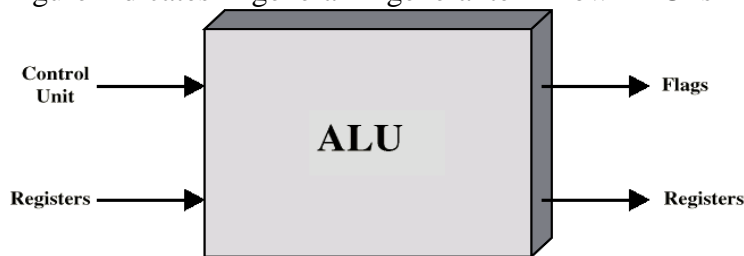 Control
Unit
Flags
ALU
Registers
Registers